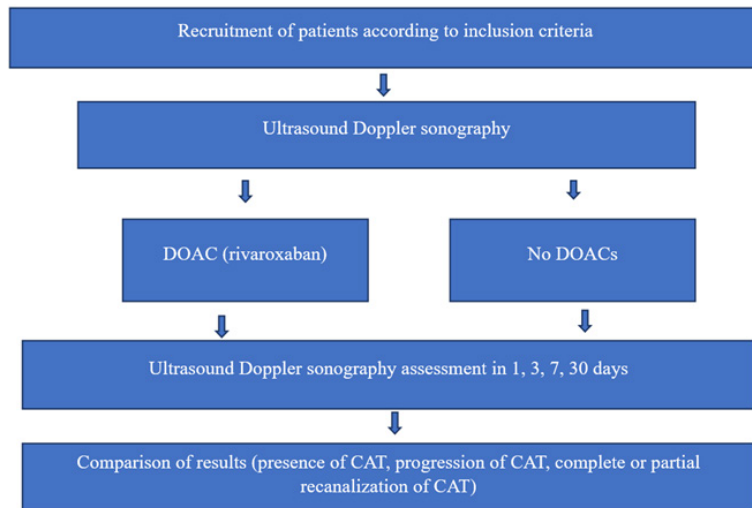 Recruitment of patients according to inclusion criteria
Ultrasound Doppler sonography
DOAC (rivaroxaban)
No DOACs
Ultrasound Doppler sonography assessment in 1, 3, 7, 30 days
Comparison of results (presence of CAT, progression of CAT, complete or partial
recanalization of CAT)